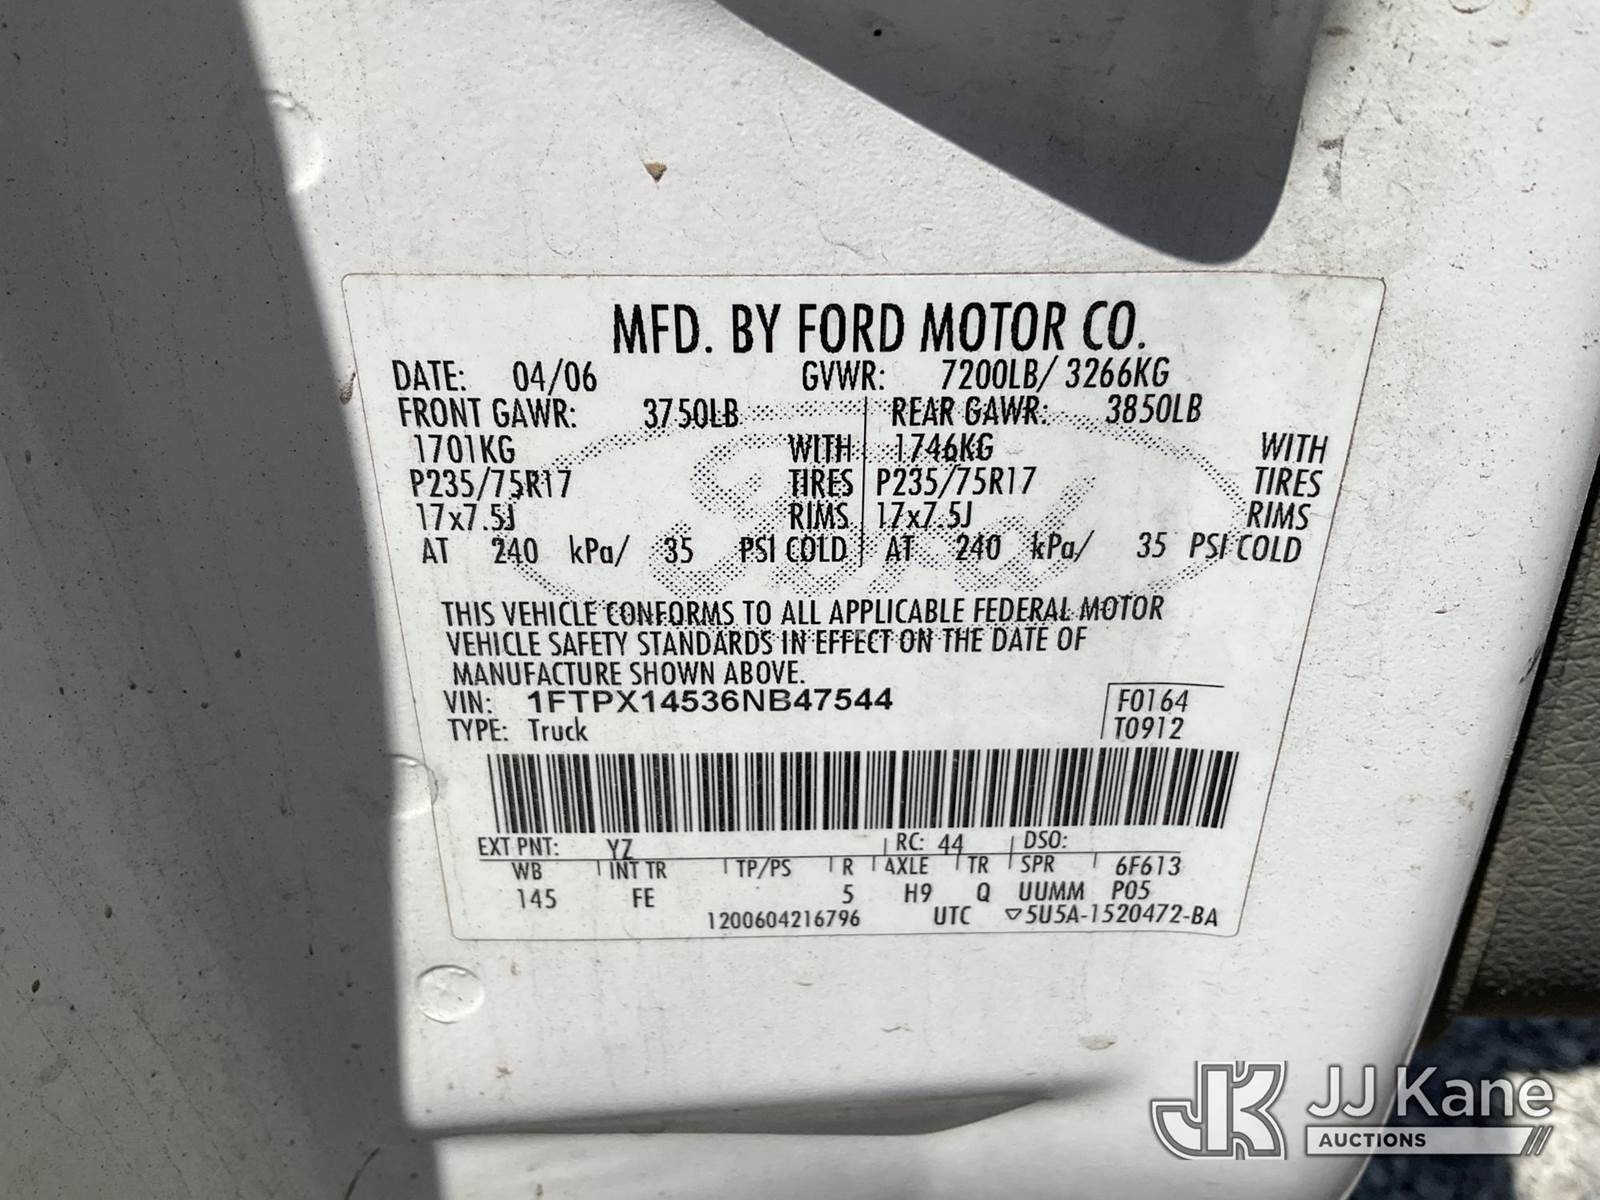 MFD. BY FORD MOTOR CO.
DATE: 04/06 GVWR: 7200LB/ 3266KG
FRONT GAWR: 3750LB REAR GAWR: 3850LB
1701KG WITH 1746KG WITH
P235/75R17 TIRES P235/75R17 TIRES
17x7.5J RIMS 17x7.5J RIMS
AT 240 kPa/ 35 PSI COLD AT 240 kPa/ 35 PSI COLD
THIS VEHICLE CONFORMS TO ALL APPLICABLE FEDERAL MOTOR
VEHICLE SAFETY STANDARDS IN EFFECT ON THE DATE OF
MANUFACTURE SHOWN ABOVE.
VIN: 1FTPX14536NB47544 F0164
TYPE: Truck T0912
EXT PNT: YZ RC: 44 DSO:
WB INT TR TP/PS R AXLE TR SPR 6F613
145 FE 5 H9 Q UUMM P05
1200604216796 UTC ▽5U5A-1520472-BA
JJ Kane
AUCTIONS